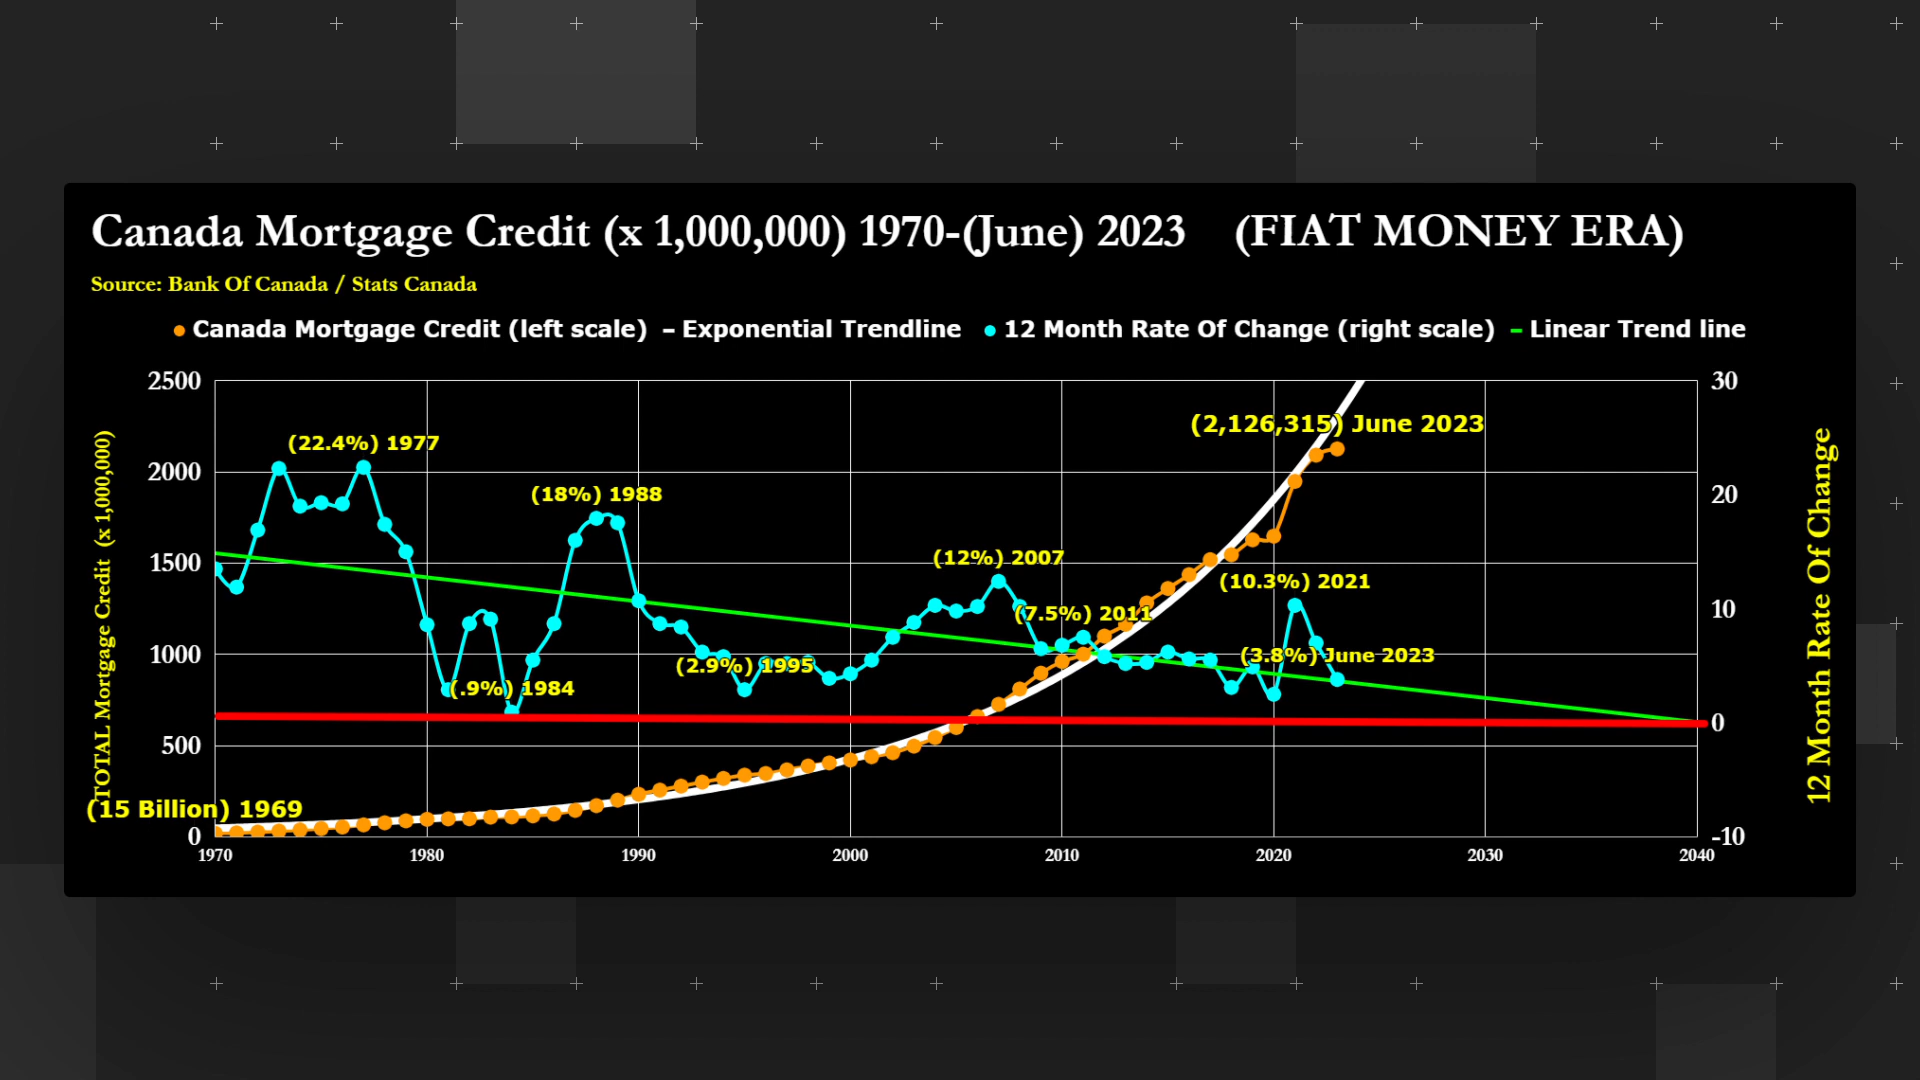 Canada Mortgage Credit (x 1,000,000) 1970-(June) 2023 (FIAT MONEY ERA)
Source: Bank Of Canada / Stats Canada
Canada Mortgage Credit (left scale) – Exponential Trendline 12 Month Rate Of Change (right scale) – Linear Trend line
TOTAL Mortgage Credit (x 1,000,000)
2500
2000
1500
1000
500
0
30
20
10
0
-10
12 Month Rate Of Change
(2,126,315) June 2023
(22.4%) 1977
(18%) 1988
(12%) 2007
(10.3%) 2021
(7.5%) 2011
(3.8%) June 2023
(2.9%) 1995
(.9%) 1984
(15 Billion) 1969
1970 1980 1990 2000 2010 2020 2030 2040